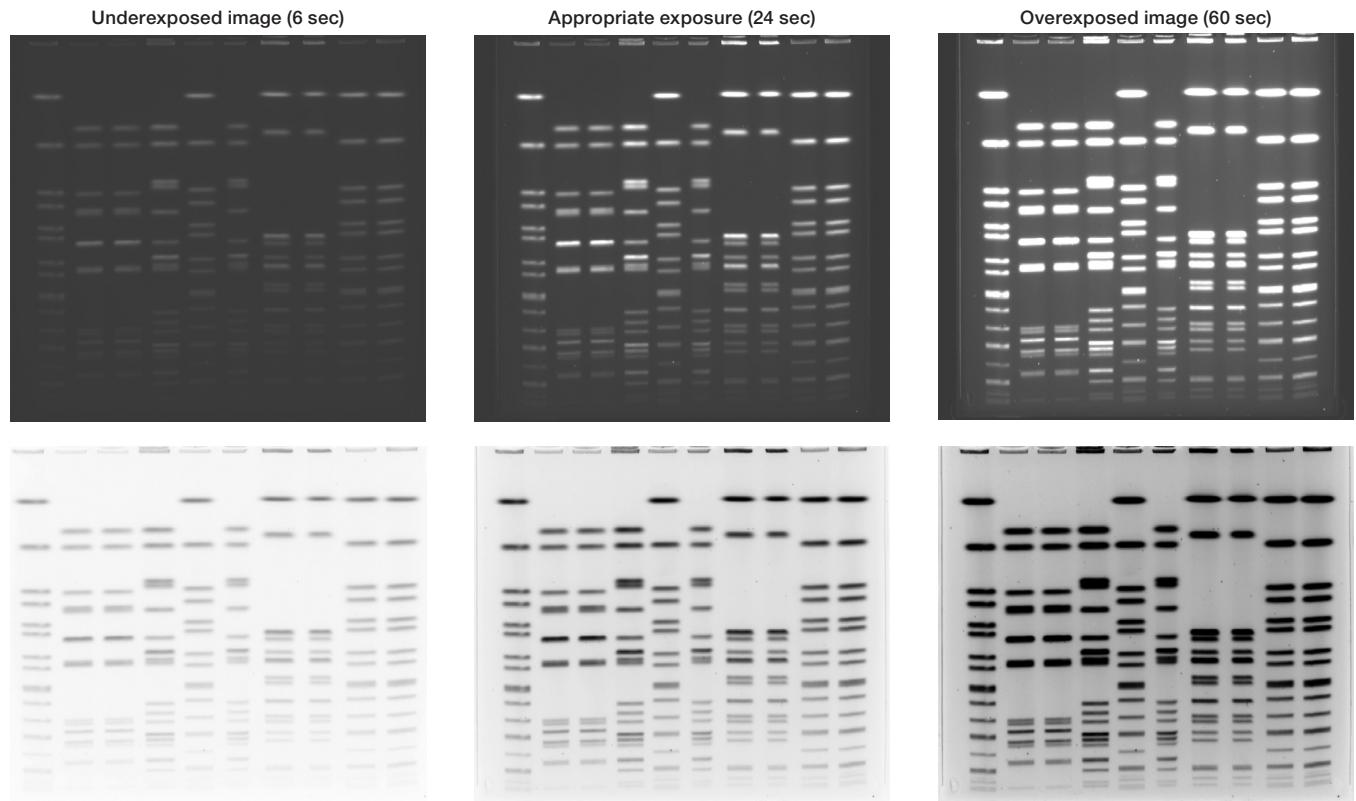 Underexposed image (6 sec)
Appropriate exposure (24 sec)
Overexposed image (60 sec)